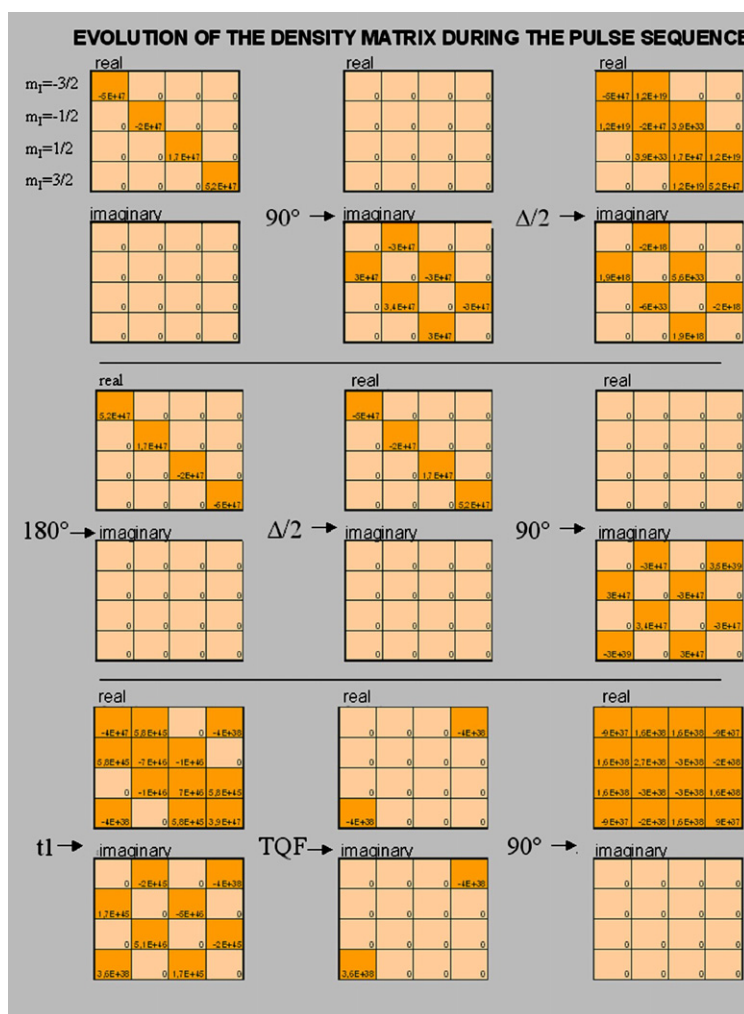 EVOLUTION OF THE DENSITY MATRIX DURING THE PULSE SEQUENCE
real real real
mI=-3/2 -5E+47 0 0 0 0 0 0 0 -5E+47 1,2E+19 0 0
mI=-1/2 0 -2E+47 0 0 0 0 0 0 1,2E+19 -2E+47 3,9E+33 0
mI=1/2 0 0 1,7E+47 0 0 0 0 0 0 3,9E+33 1,7E+47 1,2E+19
mI=3/2 0 0 0 5,2E+47 0 0 0 0 0 0 1,2E+19 5,2E+47
imaginary 90° imaginary Δ/2 imaginary
0 0 0 0 0 -3E+47 0 0 0 -2E+18 0 0
0 0 0 0 3E+47 0 -3E+47 0 1,9E+18 0 5,6E+33 0
0 0 0 0 0 3,4E+47 0 -3E+47 0 -6E+33 0 -2E+18
0 0 0 0 0 0 3E+47 0 0 0 1,9E+18 0
real real real
5,2E+47 0 0 0 -5E+47 0 0 0 0 0 0 0
0 1,7E+47 0 0 0 -2E+47 0 0 0 0 0 0
0 0 -2E+47 0 0 0 1,7E+47 0 0 0 0 0
0 0 0 -6E+47 0 0 0 5,2E+47 0 0 0 0
180° imaginary Δ/2 imaginary 90° imaginary
0 0 0 0 0 0 0 0 0 -3E+47 0 3,5E+39
0 0 0 0 0 0 0 0 3E+47 0 -3E+47 0
0 0 0 0 0 0 0 0 0 3,4E+47 0 -3E+47
0 0 0 0 0 0 0 0 -3E+39 0 3E+47 0
real real real
-4E+47 5,8E+45 0 -4E+38 0 0 0 -4E+38 -9E+37 1,6E+38 1,6E+38 -9E+37
5,8E+45 -7E+46 -1E+46 0 0 0 0 0 1,6E+38 2,7E+38 -3E+38 -2E+38
0 -1E+46 7E+46 5,8E+45 0 0 0 0 1,6E+38 -3E+38 -3E+38 1,6E+38
-4E+38 0 5,8E+45 3,9E+47 -4E+38 0 0 0 -9E+37 -2E+38 1,6E+38 9E+37
t1 imaginary TQF imaginary 90° imaginary
0 -2E+45 0 -4E+38 0 0 0 -4E+38 0 0 0 0
1,7E+45 0 -5E+46 0 0 0 0 0 0 0 0 0
0 5,1E+46 0 -2E+45 0 0 0 0 0 0 0 0
3,6E+38 0 1,7E+45 0 3,6E+38 0 0 0 0 0 0 0